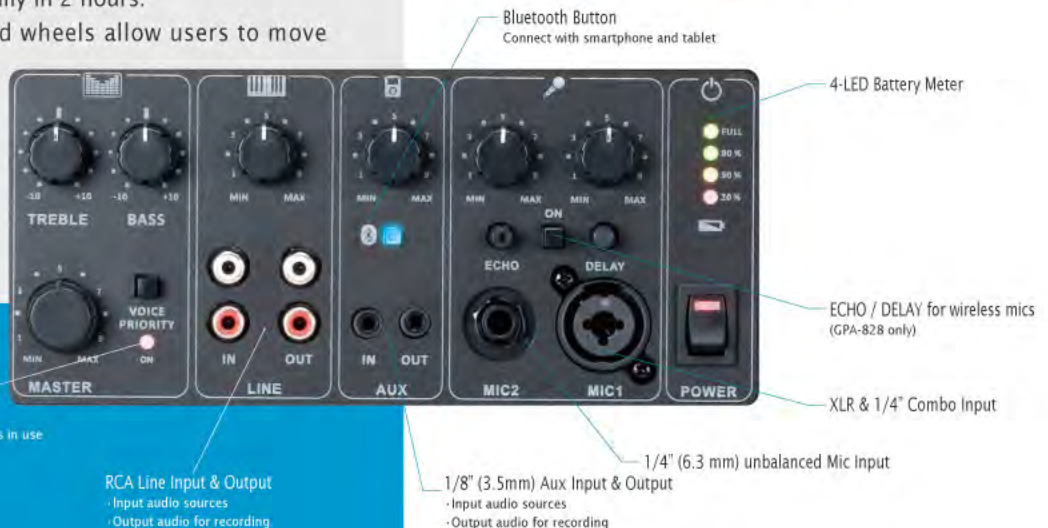 in 2 hours.
wheels allow users to move
Bluetooth Button
Connect with smartphone and tablet
4-LED Battery Meter
FULL
-10 +10 -10 +10
TREBLE BASS
MIN MAX
MIN MAX
MIN MAX
MIN MAX
ON
ECHO DELAY
VOICE
PRIORITY
ON
MIN MAX
MASTER
IN OUT
LINE
IN OUT
AUX
MIC2 MIC1
POWER
ECHO / DELAY for wireless mics
(GPA-828 only)
XLR & 1/4" Combo Input
1/4" (6.3 mm) unbalanced Mic Input
in use
RCA Line Input & Output
· Input audio sources
· Output audio for recording
1/8" (3.5mm) Aux Input & Output
· Input audio sources
· Output audio for recording